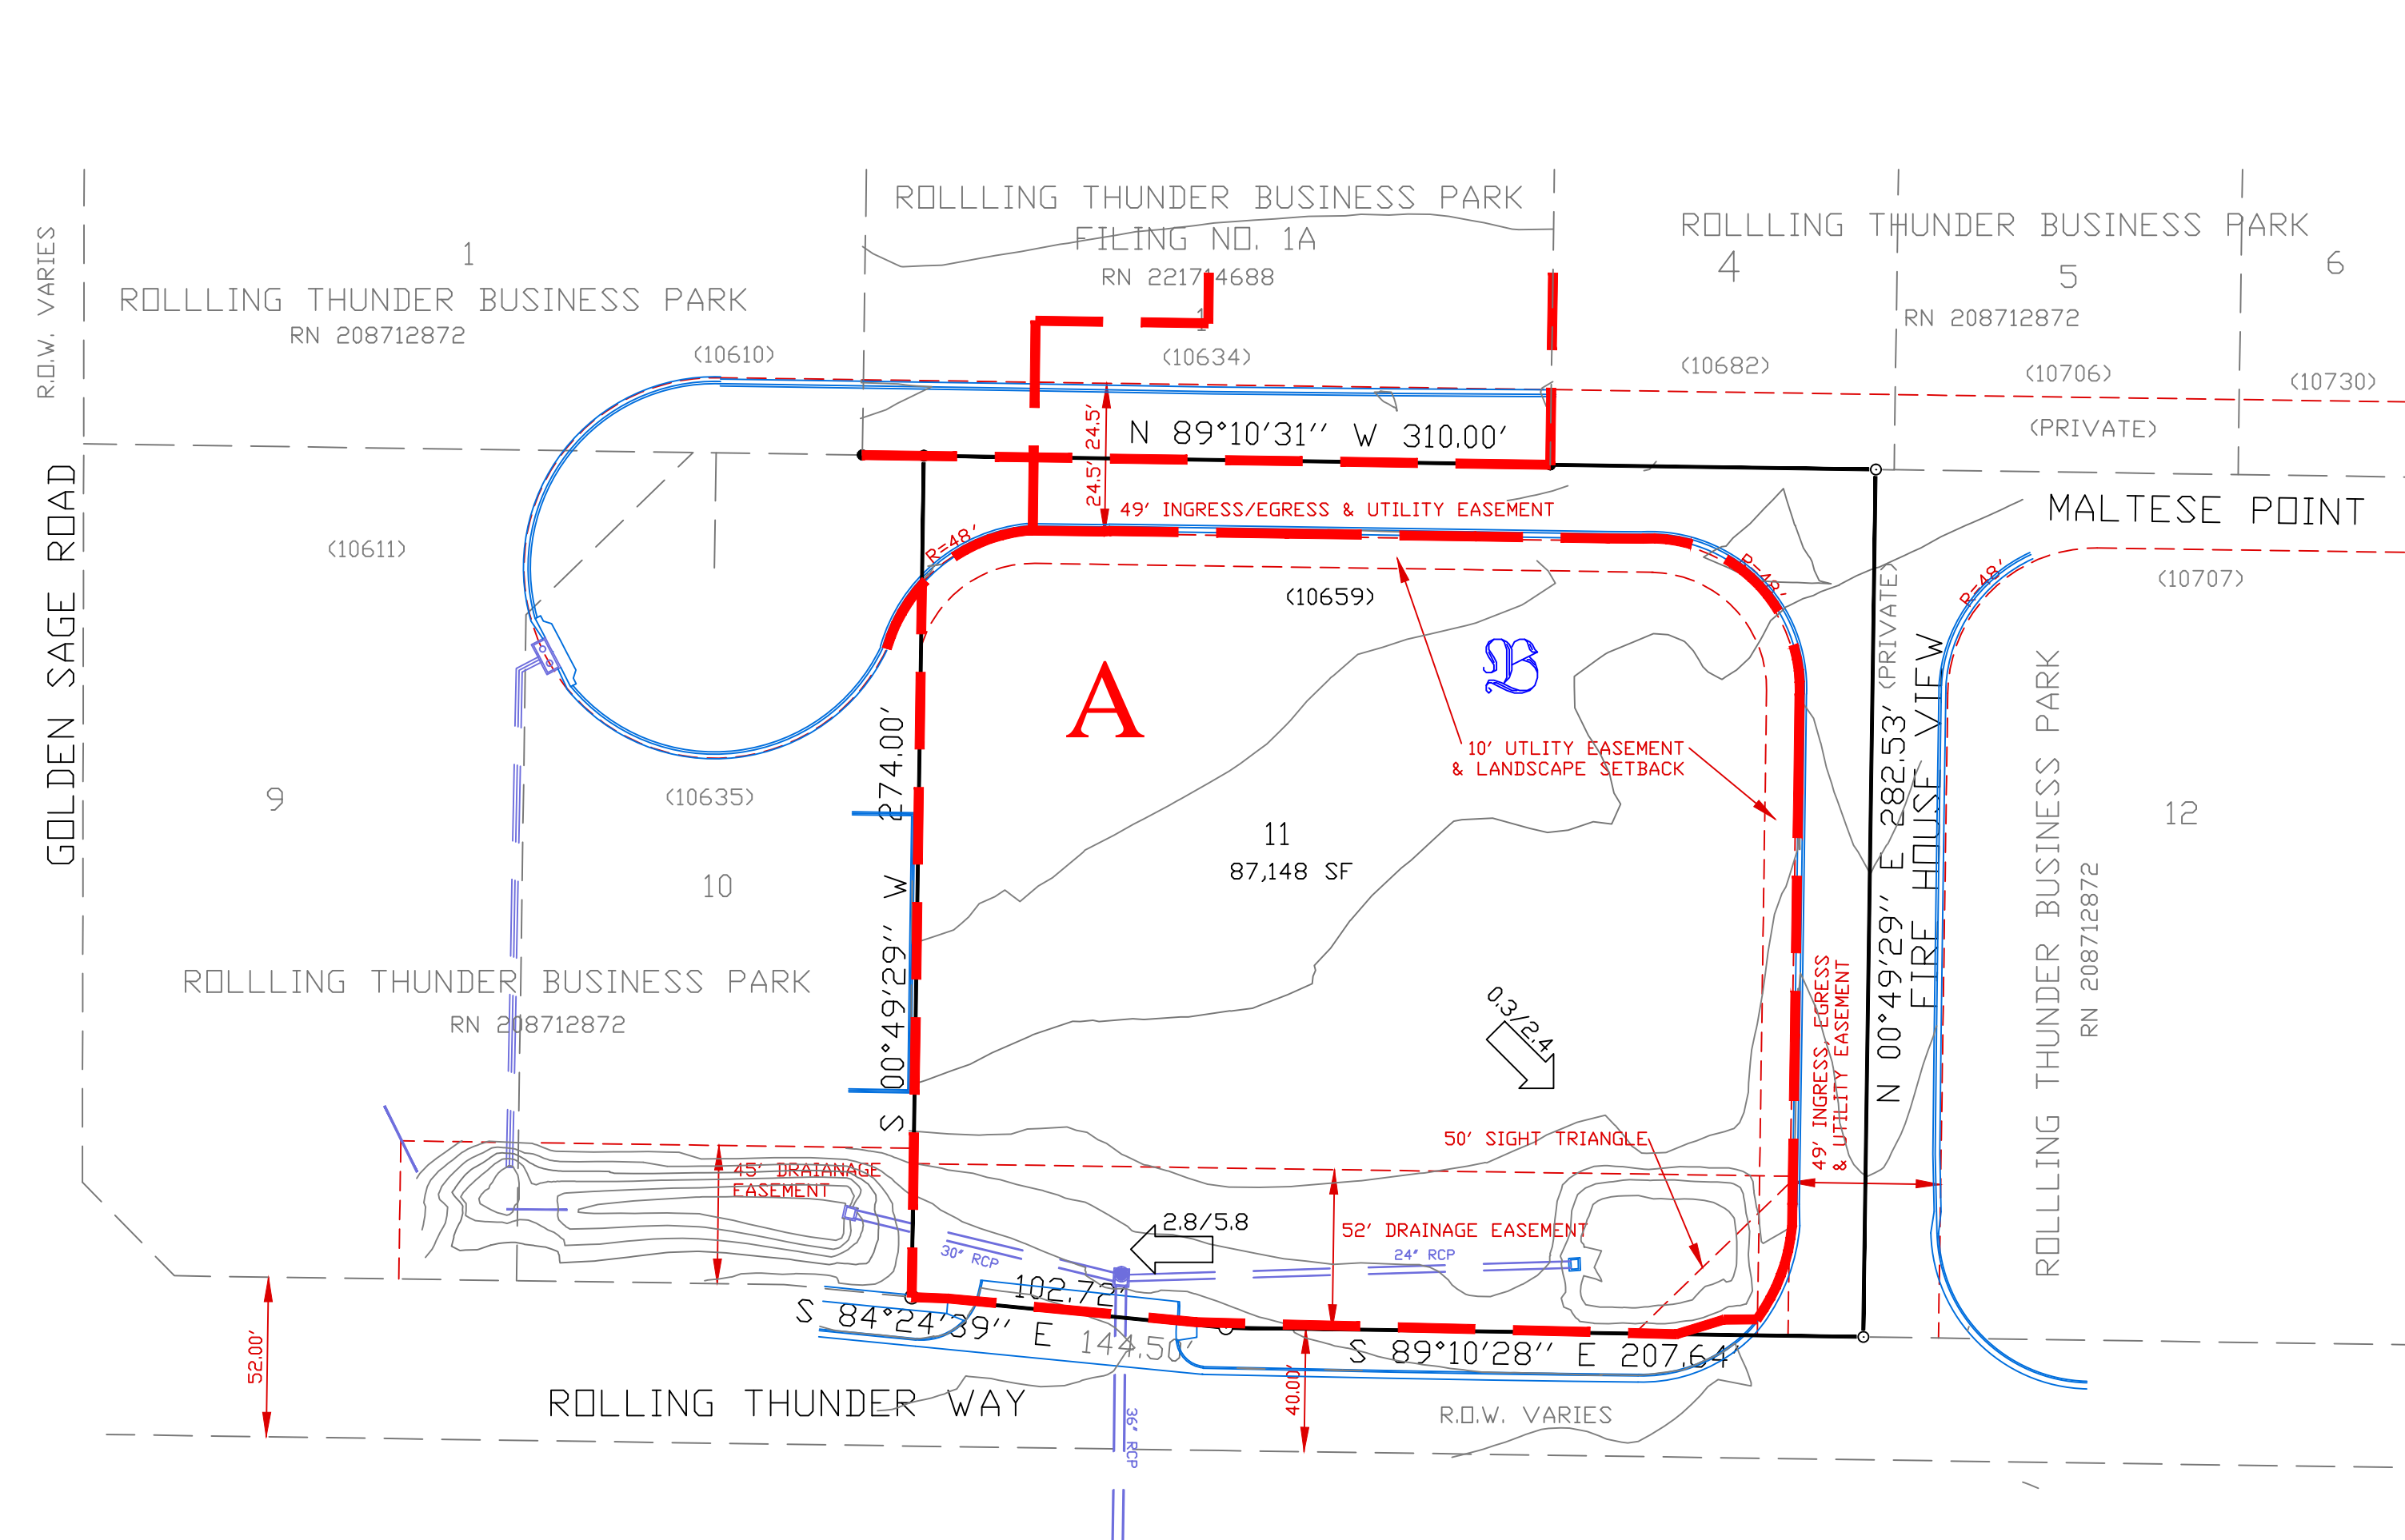 ROLLLING THUNDER BUSINESS PARK
FILING NO. 1A
RN 221714688
1
(10634)
ROLLLING THUNDER BUSINESS PARK
4
5
6
RN 208712872
(10682)
(10706)
(10730)
(PRIVATE)
R.O.W. VARIES
1
ROLLLING THUNDER BUSINESS PARK
RN 208712872
(10610)
24.5'
24.5'
N 89°10'31'' W 310.00'
49' INGRESS/EGRESS & UTILITY EASEMENT
MALTESE POINT
GOLDEN SAGE ROAD
(10611)
R=48'
R=48'
R=48'
(10707)
(10659)
A
B
(PRIVATE)
FIRE HOUSE VIEW
N 00°49'29'' E 282.53'
10' UTLITY EASEMENT
& LANDSCAPE SETBACK
S 00°49'29'' W 274.00'
9
(10635)
10
11
87,148 SF
12
ROLLLING THUNDER BUSINESS PARK
RN 208712872
ROLLLING THUNDER BUSINESS PARK
RN 208712872
0.3/2.4
49' INGRESS, EGRESS
& UTILITY EASEMENT
50' SIGHT TRIANGLE
45' DRAIANAGE
EASEMENT
2.8/5.8
52' DRAINAGE EASEMENT
30" RCP
24" RCP
102.72'
S 84°24'39'' E
144.50'
S 89°10'28'' E 207.64'
52.00'
40.00'
ROLLING THUNDER WAY
36" RCP
R.O.W. VARIES